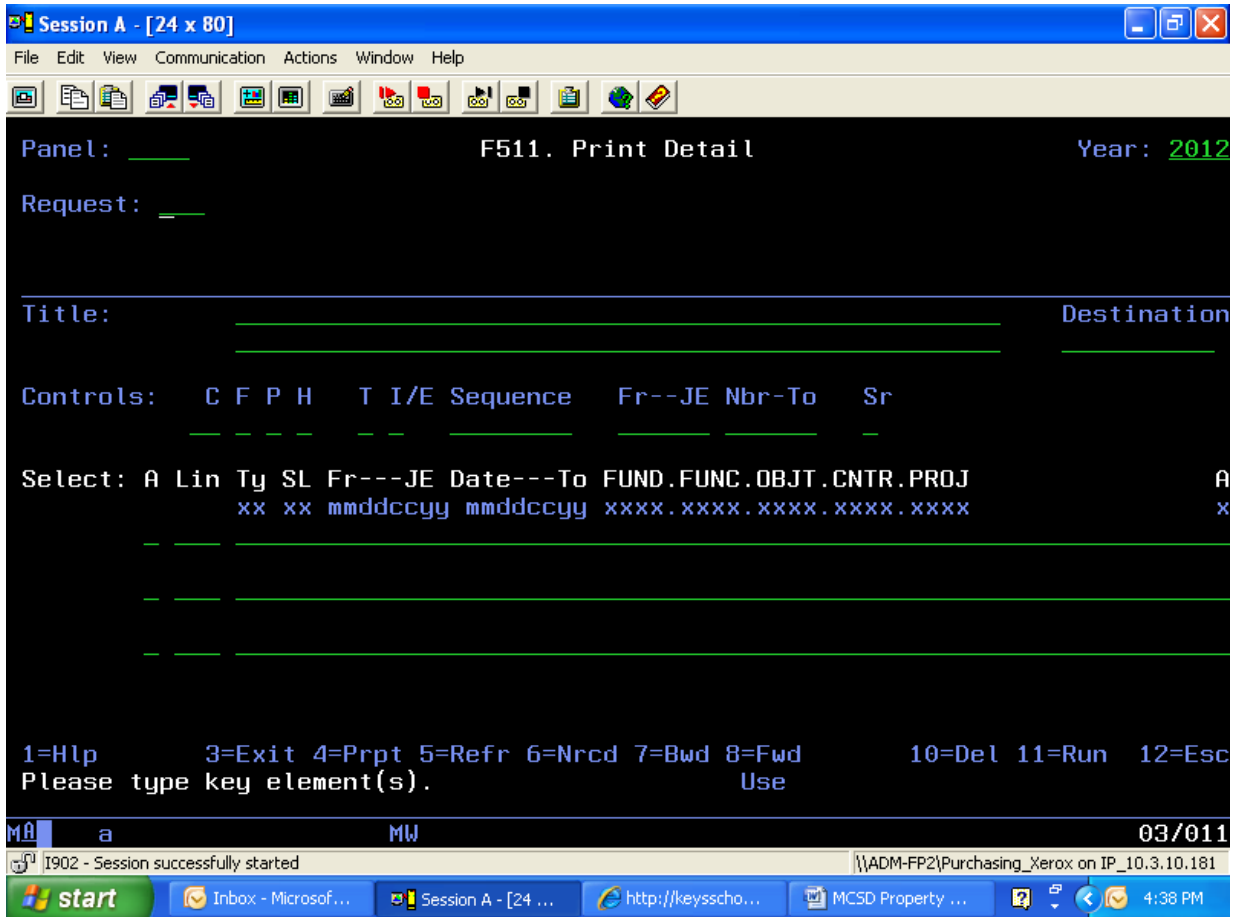 Session A - [24 x 80]
File Edit View Communication Actions Window Help
Panel: F511. Print Detail Year: 2012
Request:
Title: Destination
Controls: C F P H T I/E Sequence Fr--JE Nbr-To Sr
Select: A Lin Ty SL Fr---JE Date---To FUND.FUNC.OBJT.CNTR.PROJ A
xx xx mmddccyy mmddccyy xxxx.xxxx.xxxx.xxxx.xxxx x
1=Hlp 3=Exit 4=Prpt 5=Refr 6=Nrcd 7=Bwd 8=Fwd 10=Del 11=Run 12=Esc
Please type key element(s). Use
MA a MW 03/011
I902 - Session successfully started \\ADM-FP2\Purchasing_Xerox on IP_10.3.10.181
start Inbox - Microsof... Session A - [24 ... http://keysscho... MCSD Property ... 4:38 PM